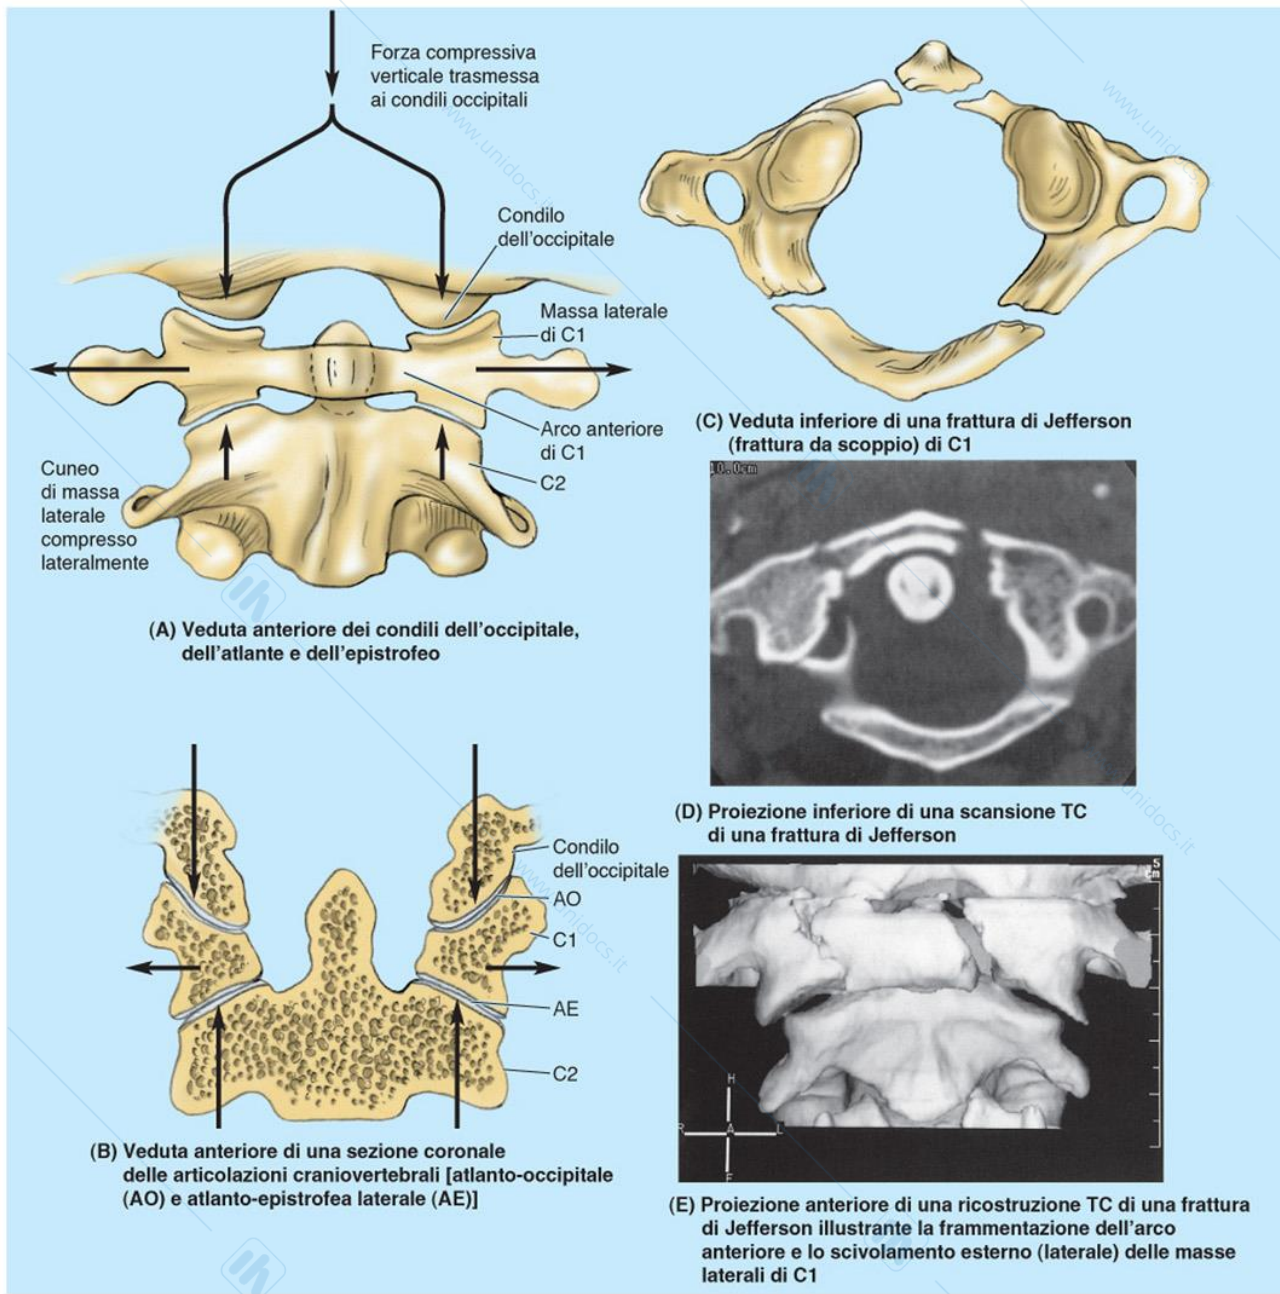 Forza compressiva
verticale trasmessa
ai condili occipitali
Condilo
dell'occipitale
Massa laterale
di C1
Arco anteriore
di C1
C2
Cuneo
di massa
laterale
compresso
lateralmente
(A) Veduta anteriore dei condili dell'occipitale,
dell'atlante e dell'epistrofeo
Condilo
dell'occipitale
AO
C1
AE
C2
(B) Veduta anteriore di una sezione coronale
delle articolazioni craniovertebrali [atlanto-occipitale
(AO) e atlanto-epistrofea laterale (AE)]
(C) Veduta inferiore di una frattura di Jefferson
(frattura da scoppio) di C1
10.0cm
(D) Proiezione inferiore di una scansione TC
di una frattura di Jefferson
5
cm
H
R
A
L
F
(E) Proiezione anteriore di una ricostruzione TC di una frattura
di Jefferson illustrante la frammentazione dell'arco
anteriore e lo scivolamento esterno (laterale) delle masse
laterali di C1
www.unidocs.it
www.unidocs.it
www.unidocs.it
www.unidocs.it